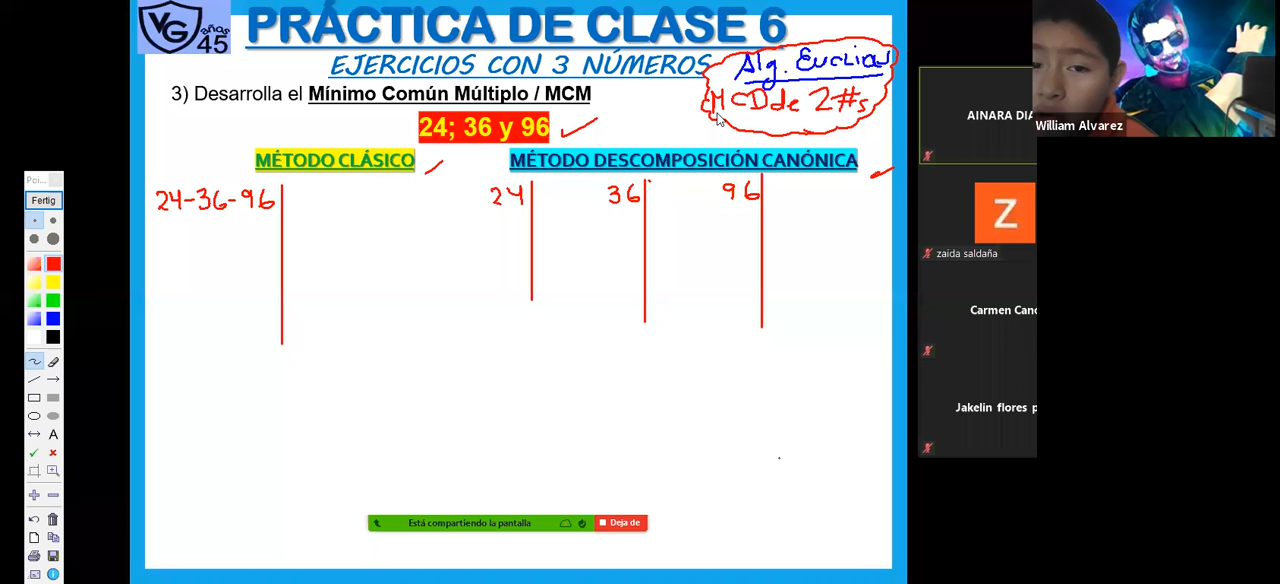 VG
años
45
PRÁCTICA DE CLASE 6
EJERCICIOS CON 3 NÚMEROS
Alg. Euclides
MCD de 2 #s
3) Desarrolla el Mínimo Común Múltiplo / MCM
24; 36 y 96
MÉTODO CLÁSICO
MÉTODO DESCOMPOSICIÓN CANÓNICA
24-36-96
24
36
96
Poi...
Fertig
A
Está compartiendo la pantalla
Deja de
AINARA DIA
William Alvarez
Z
zaida saldaña
Carmen Canc
Jakelin flores p